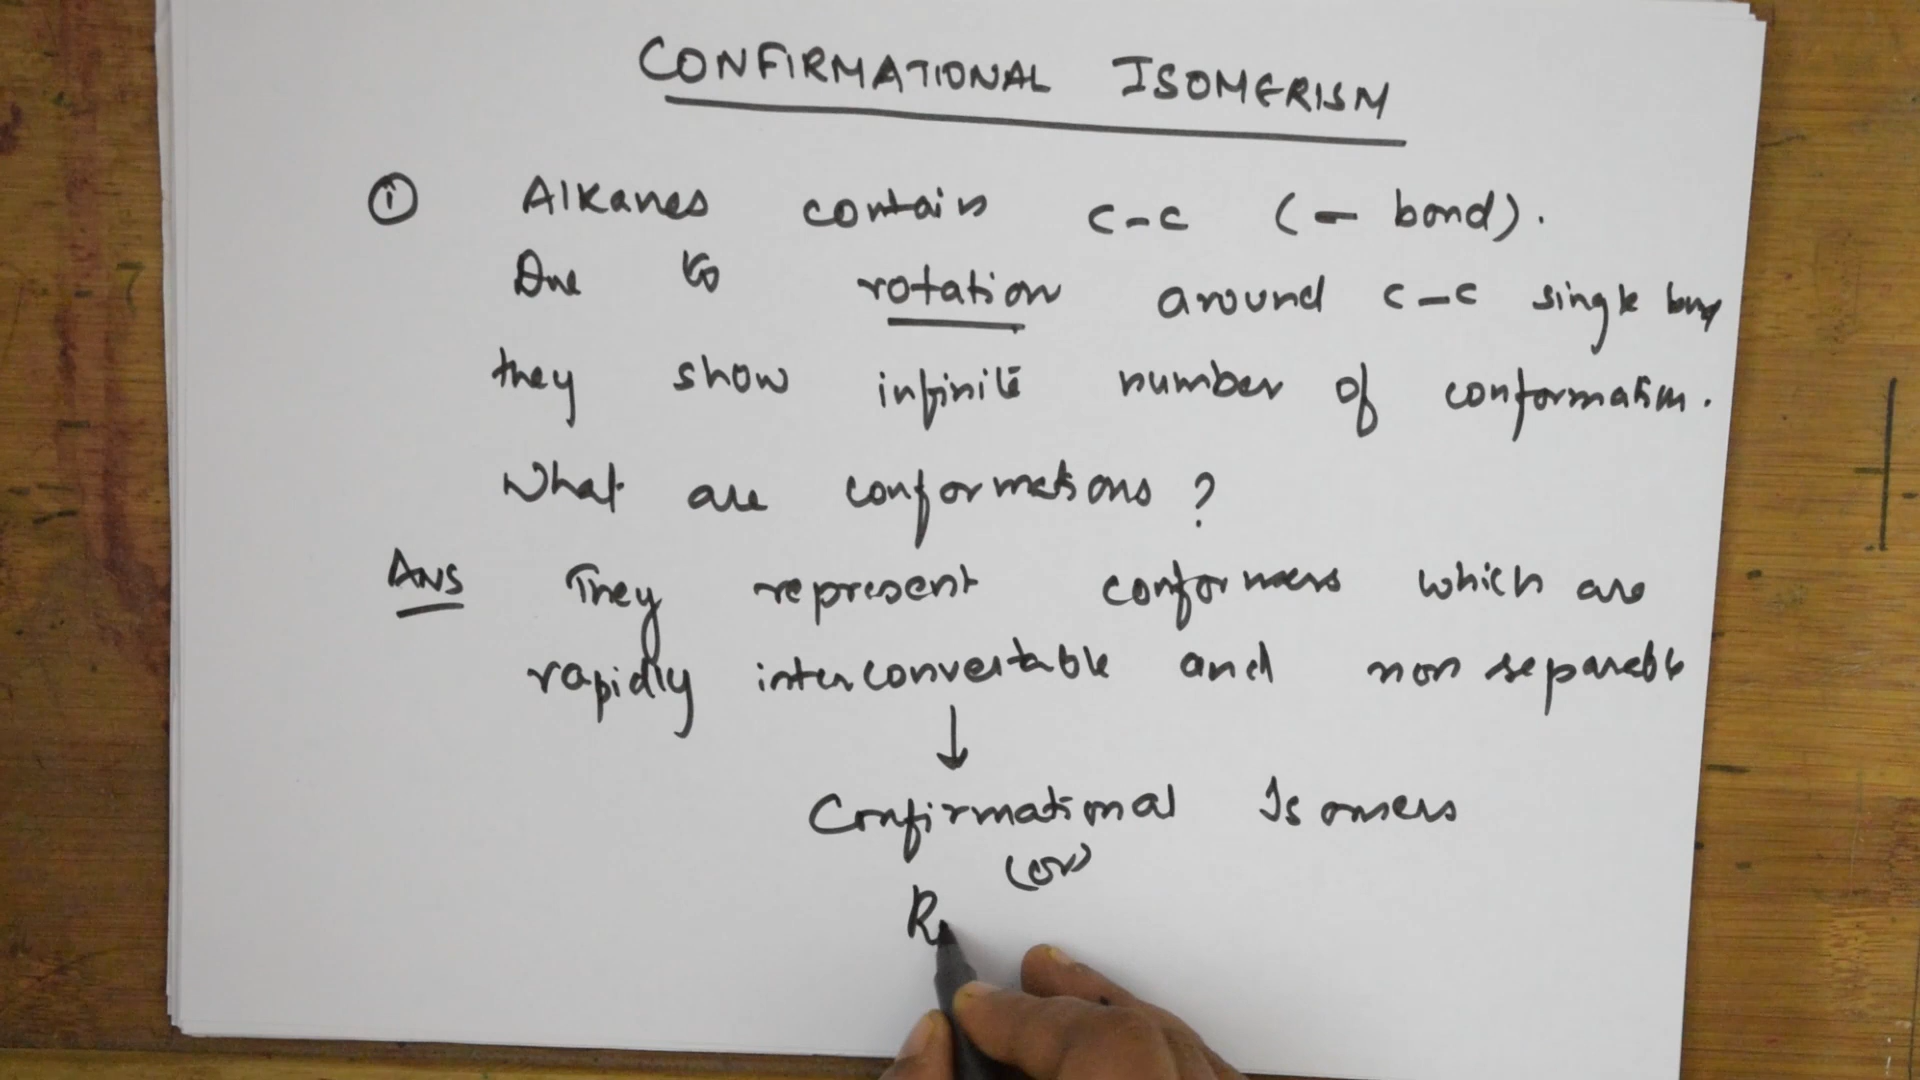 CONFIRMATIONAL ISOMERISM
① Alkanes contain C-C (- bond).
Due to rotation around C-C single bond
they show infinite number of conformation.
What are conformations?
Ans They represent conformers which are
rapidly interconvertable and non separable
↓
Confirmational Isomers
(or)
R